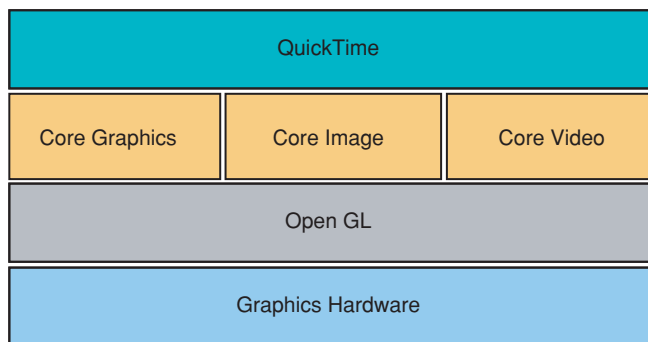 QuickTime
Core Graphics
Core Image
Core Video
Open GL
Graphics Hardware